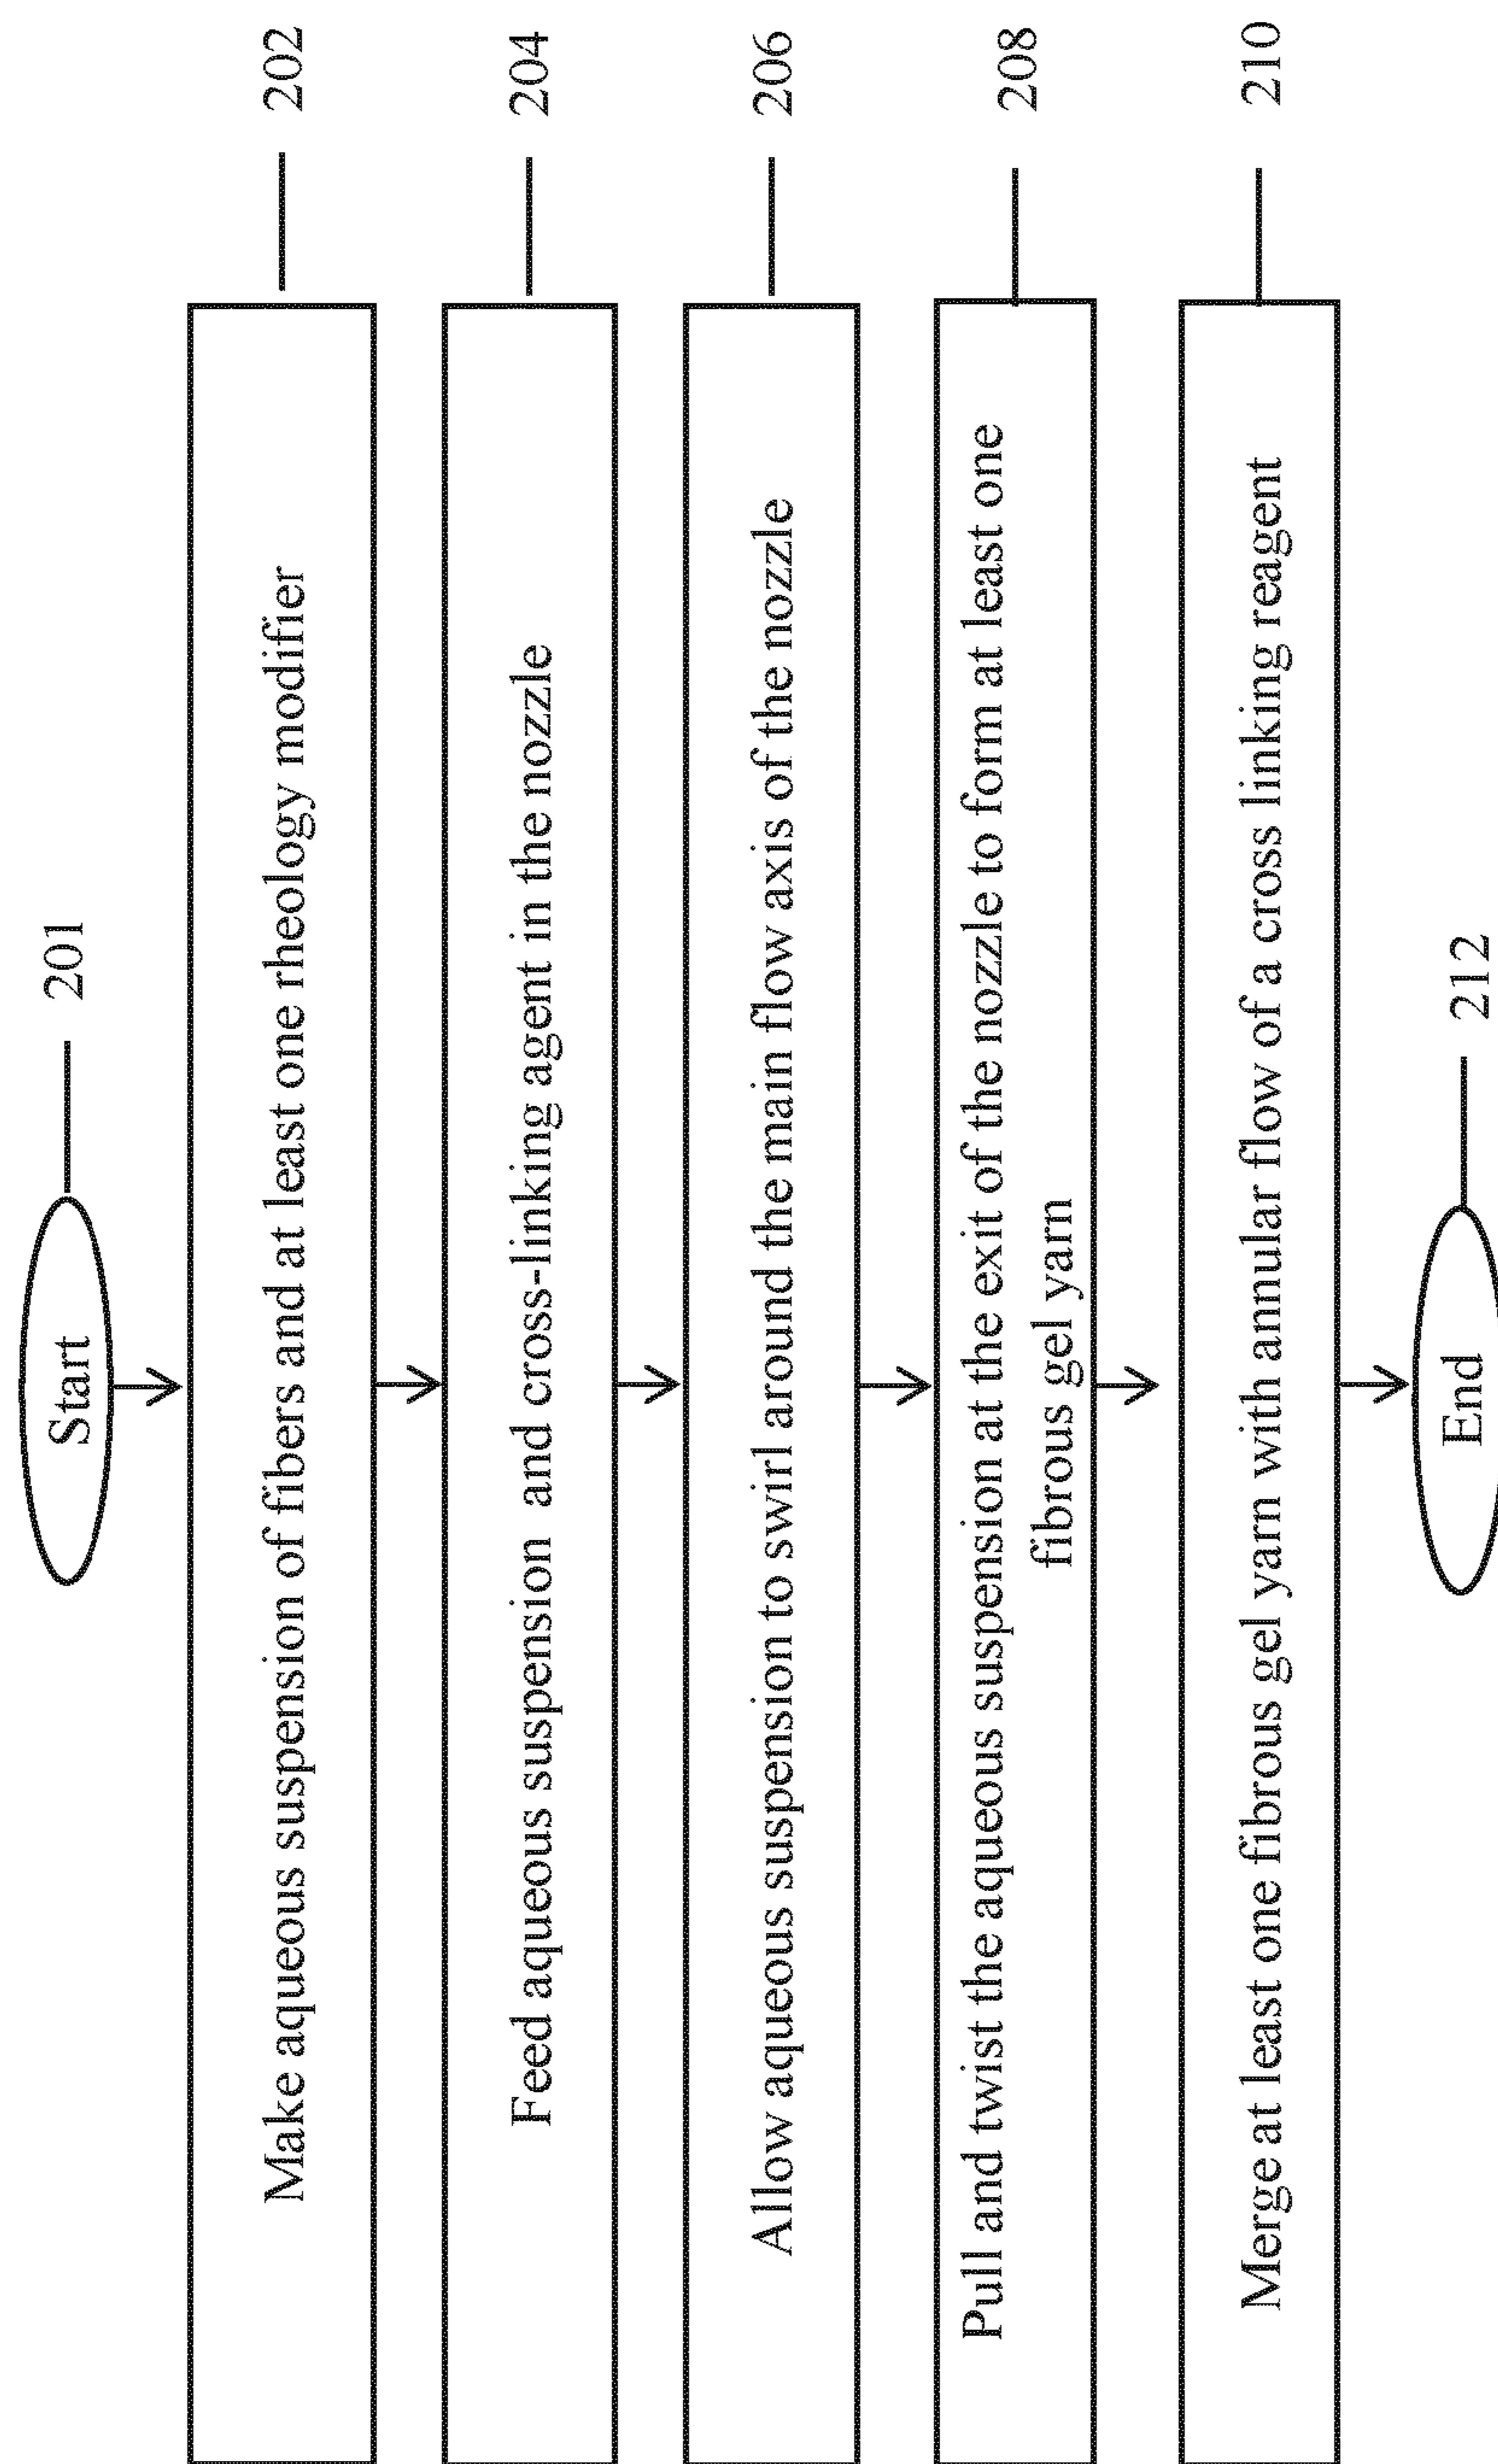 Start
201
Make aqueous suspension of fibers and at least one rheology modifier
202
Feed aqueous suspension and cross-linking agent in the nozzle
204
Allow aqueous suspension to swirl around the main flow axis of the nozzle
206
Pull and twist the aqueous suspension at the exit of the nozzle to form at least one
fibrous gel yarn
208
Merge at least one fibrous gel yarn with annular flow of a cross linking reagent
210
End
212